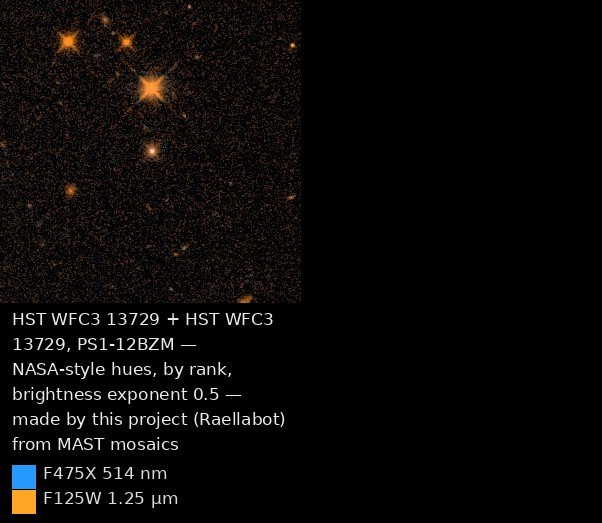 HST WFC3 13729 + HST WFC3
13729, PS1-12BZM —
NASA-style hues, by rank,
brightness exponent 0.5 —
made by this project (Raellabot)
from MAST mosaics
F475X 514 nm
F125W 1.25 µm